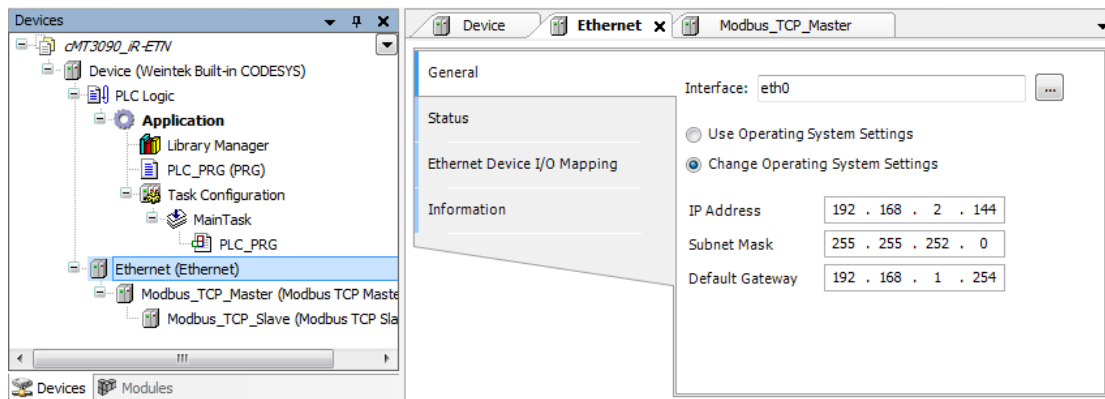 Devices
cMT3090_iR-ETN
Device (Weintek Built-in CODESYS)
PLC Logic
Application
Library Manager
PLC_PRG (PRG)
Task Configuration
MainTask
PLC_PRG
Ethernet (Ethernet)
Modbus_TCP_Master (Modbus TCP Maste
Modbus_TCP_Slave (Modbus TCP Sla
Devices
Modules
Device
Ethernet
Modbus_TCP_Master
General
Status
Ethernet Device I/O Mapping
Information
Interface: eth0 ...
Use Operating System Settings
Change Operating System Settings
IP Address 192 . 168 . 2 . 144
Subnet Mask 255 . 255 . 252 . 0
Default Gateway 192 . 168 . 1 . 254